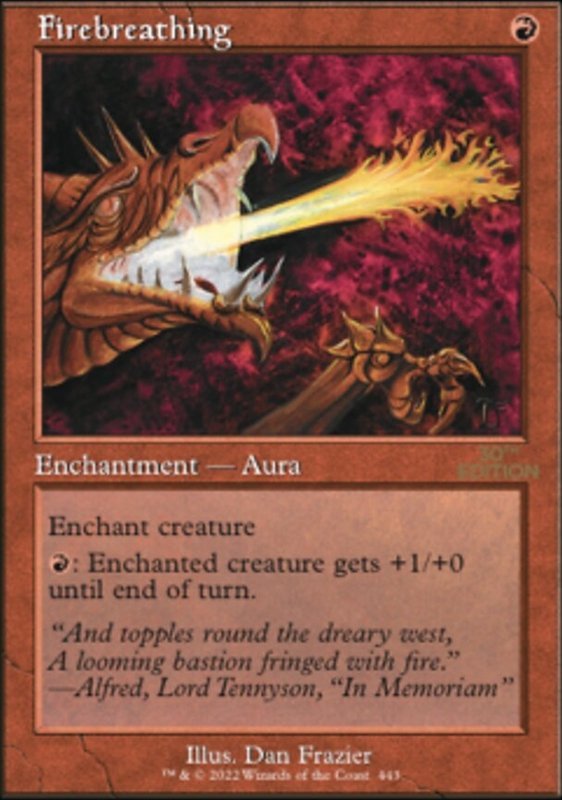 Firebreathing
Enchantment — Aura
30TH
EDITION
Enchant creature
: Enchanted creature gets +1/+0
until end of turn.
“And topples round the dreary west,
A looming bastion fringed with fire.”
—Alfred, Lord Tennyson, “In Memoriam”
Illus. Dan Frazier
™ & © 2022 Wizards of the Coast 443